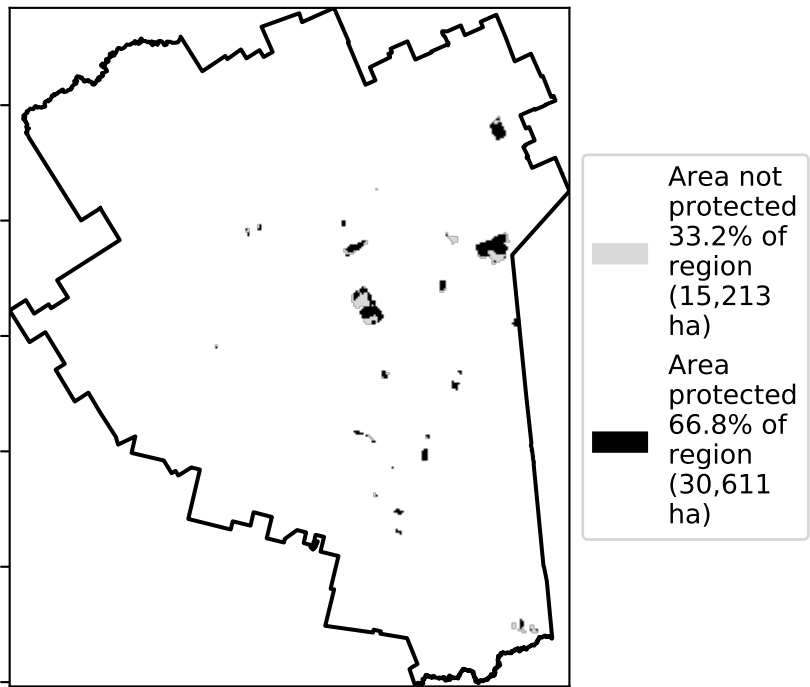 Area not
protected
33.2% of
region
(15,213
ha)
Area
protected
66.8% of
region
(30,611
ha)